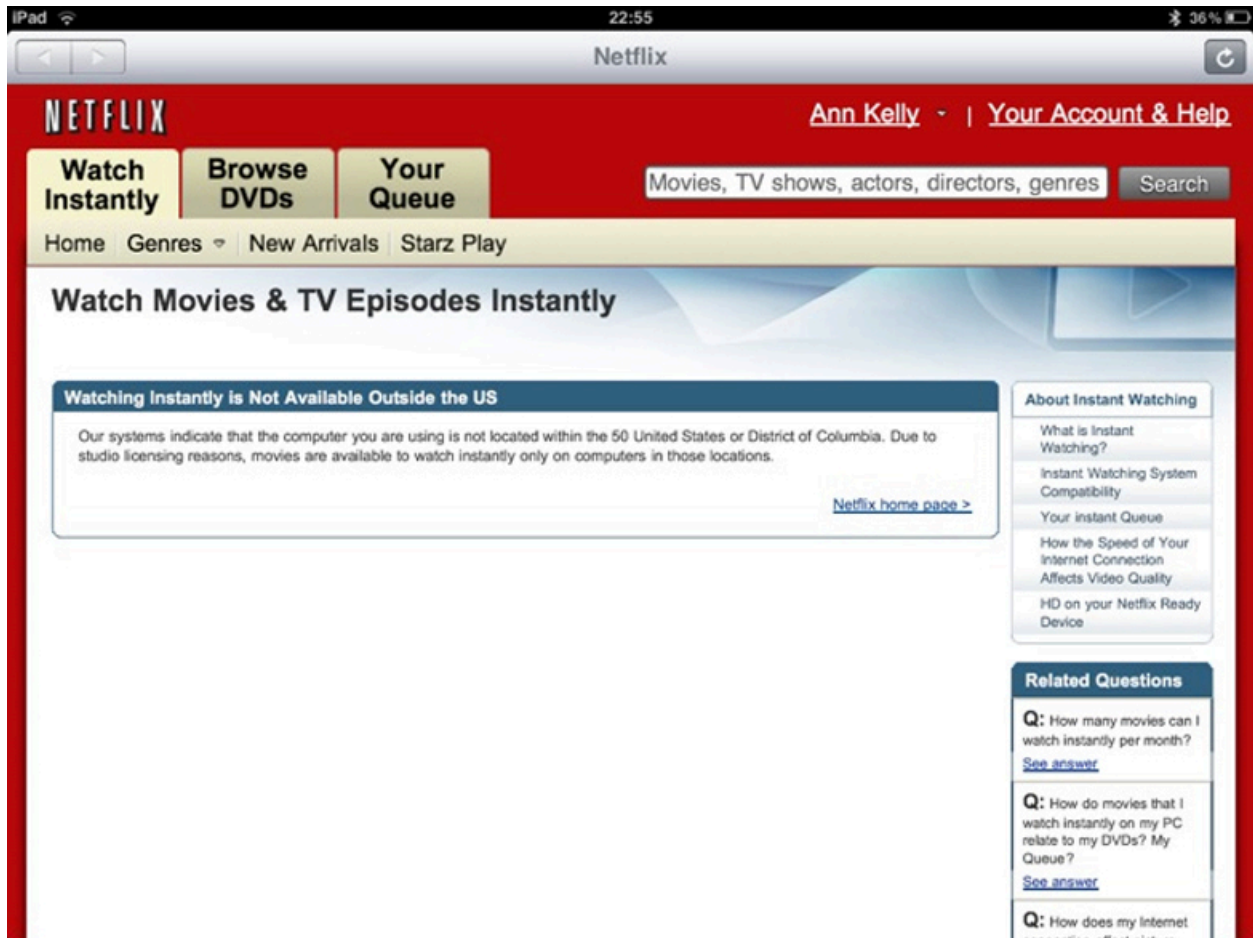 iPad 22:55 36%
Netflix
NETFLIX
Ann Kelly | Your Account & Help
Watch Instantly
Browse DVDs
Your Queue
Movies, TV shows, actors, directors, genres Search
Home Genres New Arrivals Starz Play
Watch Movies & TV Episodes Instantly
Watching Instantly is Not Available Outside the US
Our systems indicate that the computer you are using is not located within the 50 United States or District of Columbia. Due to
studio licensing reasons, movies are available to watch instantly only on computers in those locations.
Netflix home page >
About Instant Watching
What is Instant
Watching?
Instant Watching System
Compatibility
Your instant Queue
How the Speed of Your
Internet Connection
Affects Video Quality
HD on your Netflix Ready
Device
Related Questions
Q: How many movies can I
watch instantly per month?
See answer
Q: How do movies that I
watch instantly on my PC
relate to my DVDs? My
Queue?
See answer
Q: How does my Internet